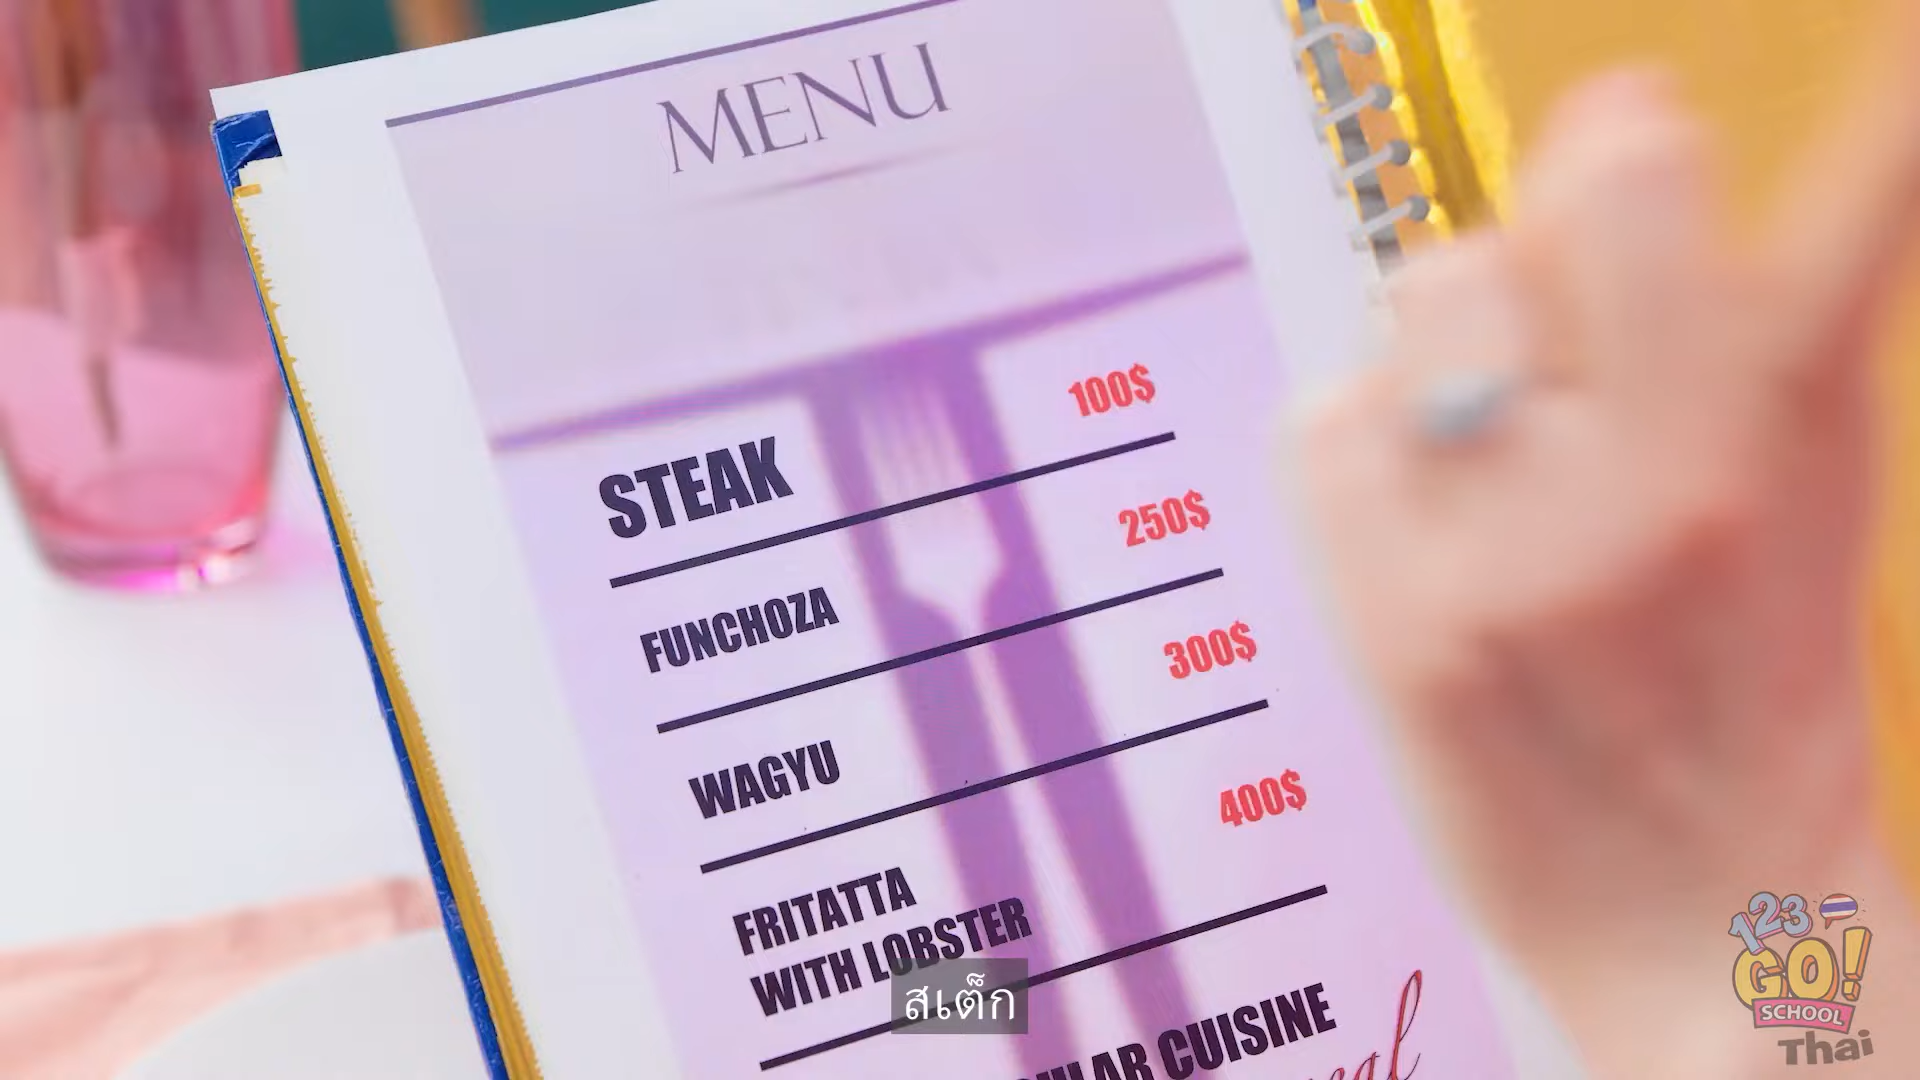 MENU
STEAK 100$
FUNCHOZA 250$
WAGYU 300$
FRITATTA 400$
WITH LOBSTER
CUISINE
สเต็ก
123
GO!
SCHOOL
Thai